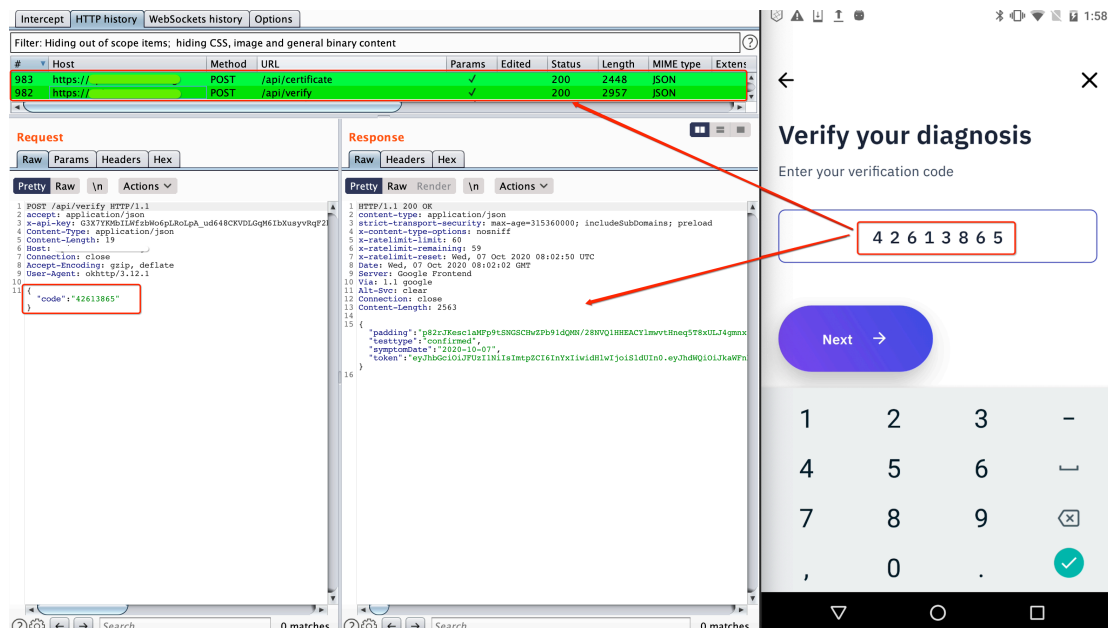 Intercept HTTP history WebSockets history Options
Filter: Hiding out of scope items; hiding CSS, image and general binary content
# Host Method URL Params Edited Status Length MIME type Extens
983 https:// POST /api/certificate ✓ 200 2448 JSON
982 https:// POST /api/verify ✓ 200 2957 JSON
Request
Raw Params Headers Hex
Pretty Raw \n Actions
1 POST /api/verify HTTP/1.1
2 accept: application/json
3 x-api-key:
4 Content-Type: application/json
5 Content-Length: 19
6 Host:
7 Connection: close
8 Accept-Encoding: gzip, deflate
9 User-Agent: okhttp/3.12.1
10
11 {
"code":"42613865"
}
Search 0 matches
Response
Raw Headers Hex
Pretty Raw Render \n Actions
1 HTTP/1.1 200 OK
2 content-type: application/json
3 strict-transport-security: max-age=315360000; includeSubDomains; preload
4 x-content-type-options: nosniff
5 x-ratelimit-limit: 60
6 x-ratelimit-remaining: 59
7 x-ratelimit-reset: Wed, 07 Oct 2020 08:02:50 UTC
8 Date: Wed, 07 Oct 2020 08:02:02 GMT
9 Server: Google Frontend
10 Via: 1.1 google
11 Alt-Svc: clear
12 Connection: close
13 Content-Length: 2563
14
15 {
"padding":
"testtype":"confirmed",
"symptomDate":"2020-10-07",
"token":
}
16
Search 0 matches
1:58
Verify your diagnosis
Enter your verification code
4 2 6 1 3 8 6 5
Next →
1 2 3 –
4 5 6
7 8 9
, 0 .